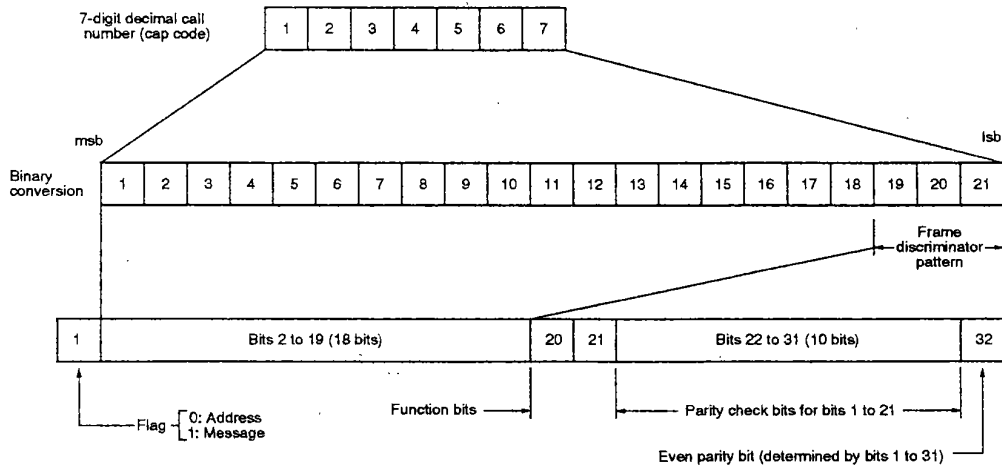 7-digit decimal call
number (cap code)
1 2 3 4 5 6 7
msb
lsb
Binary
conversion
1 2 3 4 5 6 7 8 9 10 11 12 13 14 15 16 17 18 19 20 21
Frame
discriminator
pattern
1 Bits 2 to 19 (18 bits) 20 21 Bits 22 to 31 (10 bits) 32
Function bits
Parity check bits for bits 1 to 21
Flag 0: Address
1: Message
Even parity bit (determined by bits 1 to 31)